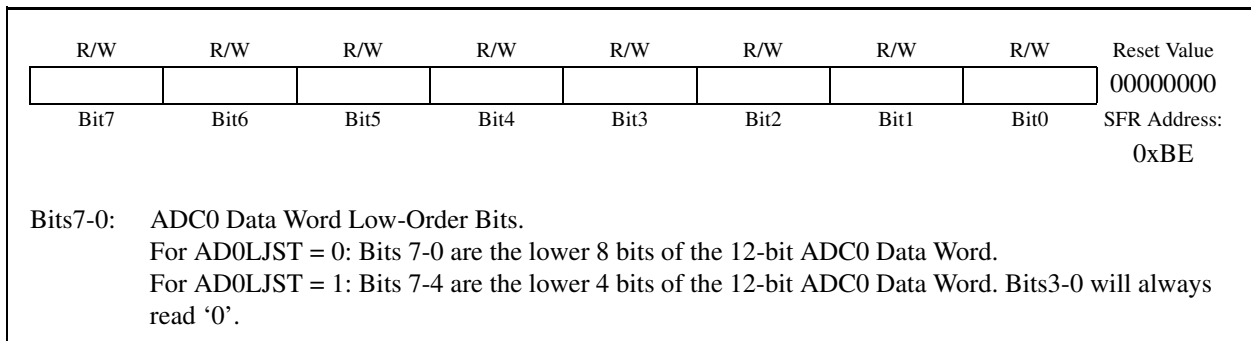 R/W R/W R/W R/W R/W R/W R/W R/W Reset Value
00000000
Bit7 Bit6 Bit5 Bit4 Bit3 Bit2 Bit1 Bit0 SFR Address:
0xBE
Bits7-0: ADC0 Data Word Low-Order Bits.
For AD0LJST = 0: Bits 7-0 are the lower 8 bits of the 12-bit ADC0 Data Word.
For AD0LJST = 1: Bits 7-4 are the lower 4 bits of the 12-bit ADC0 Data Word. Bits3-0 will always
read ‘0’.